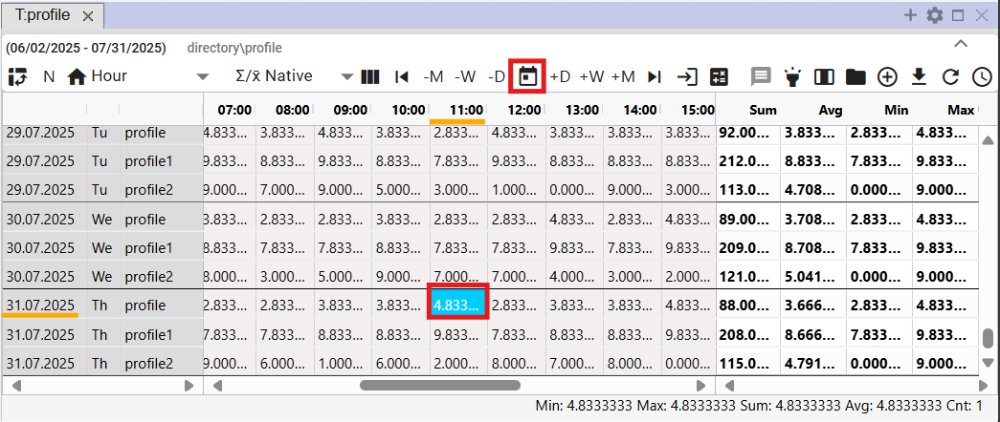 T:profile
(06/02/2025 - 07/31/2025) directory\profile
N Hour Σ/x̄ Native -M -W -D +D +W +M
07:00 08:00 09:00 10:00 11:00 12:00 13:00 14:00 15:00 Sum Avg Min Max
29.07.2025 Tu profile 4.833... 3.833... 4.833... 3.833... 2.833... 4.833... 3.833... 3.833... 3.833... 92.00... 3.833... 2.833... 4.833...
29.07.2025 Tu profile1 9.833... 8.833... 9.833... 8.833... 7.833... 9.833... 8.833... 8.833... 9.833... 212.0... 8.833... 7.833... 9.833...
29.07.2025 Tu profile2 9.000... 7.000... 9.000... 5.000... 3.000... 1.000... 0.000... 9.000... 3.000... 113.0... 4.708... 0.000... 9.000...
30.07.2025 We profile 3.833... 2.833... 2.833... 3.833... 2.833... 2.833... 4.833... 2.833... 3.833... 89.00... 3.708... 2.833... 4.833...
30.07.2025 We profile1 8.833... 7.833... 7.833... 8.833... 7.833... 7.833... 9.833... 7.833... 8.833... 209.0... 8.708... 7.833... 9.833...
30.07.2025 We profile2 8.000... 3.000... 5.000... 9.000... 7.000... 7.000... 4.000... 3.000... 2.000... 121.0... 5.041... 0.000... 9.000...
31.07.2025 Th profile 2.833... 2.833... 3.833... 3.833... 4.833... 2.833... 3.833... 3.833... 4.833... 88.00... 3.666... 2.833... 4.833...
31.07.2025 Th profile1 7.833... 7.833... 8.833... 8.833... 9.833... 7.833... 8.833... 8.833... 9.833... 208.0... 8.666... 7.833... 9.833...
31.07.2025 Th profile2 9.000... 6.000... 1.000... 6.000... 2.000... 8.000... 7.000... 8.000... 0.000... 115.0... 4.791... 0.000... 9.000...
Min: 4.8333333 Max: 4.8333333 Sum: 4.8333333 Avg: 4.8333333 Cnt: 1